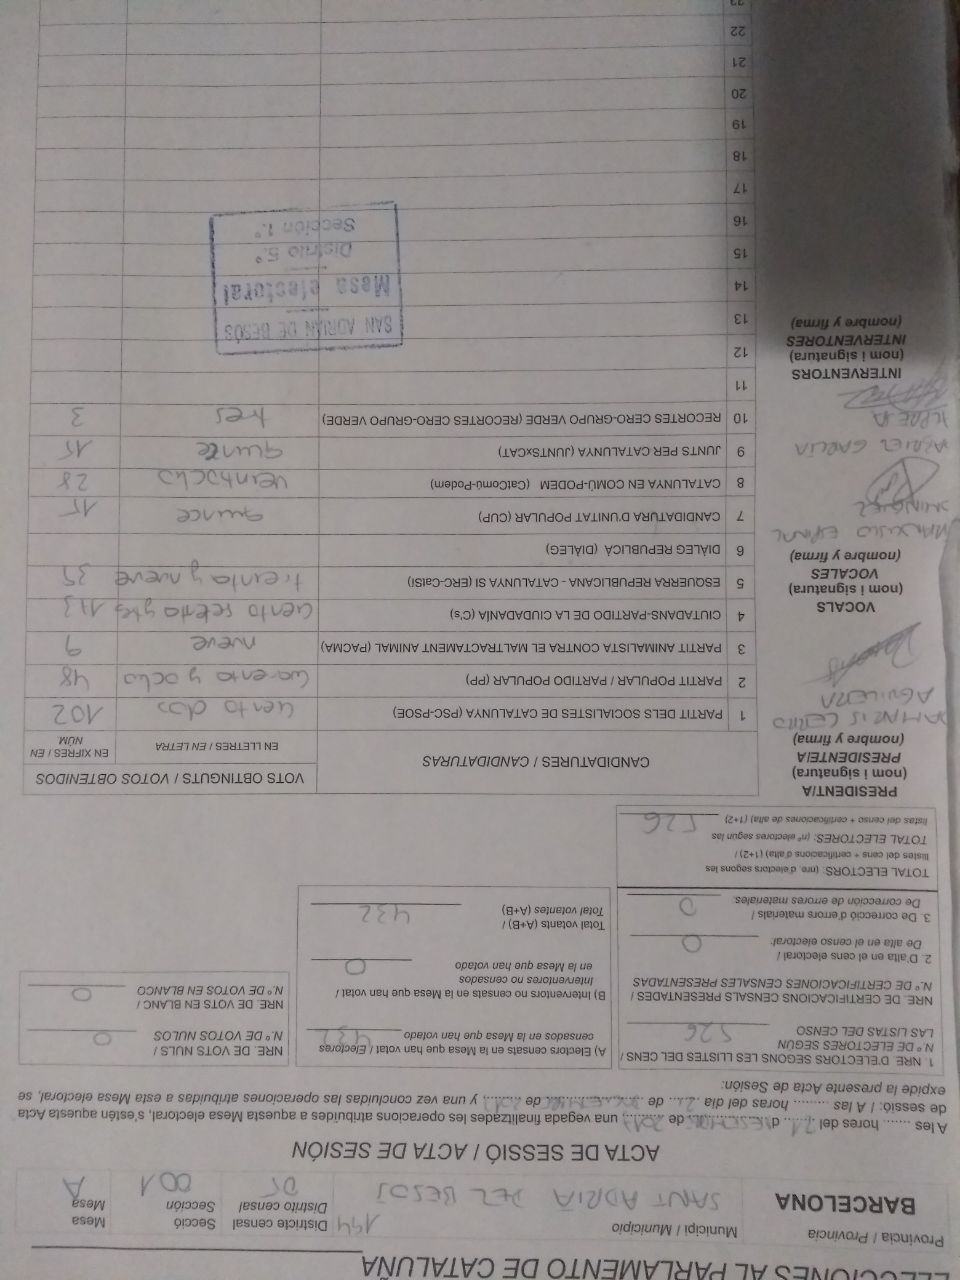 ELECCIONES AL PARLAMENTO DE CATALUÑA
Provincia / Provincia
BARCELONA
Municipi / Municipio 194
SANT ADRIÀ DEL BESOS
Districte censal
Distrito censal
05
Secció
Sección
001
Mesa
Mesa
A
ACTA DE SESSIÓ / ACTA DE SESIÓN
A les ...... hores del 21 de DESEMBRE de 2017, una vegada finalitzades les operacions atribuïdes a aquesta Mesa electoral, s'estén aquesta Acta
de sessió: / A las ........ horas del día 21 de DICIEMBRE de 2017 y una vez concluidas las operaciones atribuidas a esta Mesa electoral, se
expide la presente Acta de Sesión:
1. NRE. D'ELECTORS SEGONS LES LLISTES DEL CENS /
N.º DE ELECTORES SEGÚN
LAS LISTAS DEL CENSO 526
NRE. DE CERTIFICACIONS CENSALS PRESENTADES /
N.º DE CERTIFICACIONES CENSALES PRESENTADAS
2. D'alta en el cens electoral /
De alta en el censo electoral: 0
3. De correcció d'errors materials /
De corrección de errores materiales: 0
TOTAL ELECTORS: (nre. d'electors segons les
llistes del cens + certificacions d'alta) (1+2) /
TOTAL ELECTORES: (nº electores según las
listas del censo + certificaciones de alta) (1+2) 526
A) Electors censats en la Mesa que han votat / Electores
censados en la Mesa que han votado 432
B) Interventors no censats en la Mesa que han votat /
Interventores no censados
en la Mesa que han votado 0
Total votants (A+B) /
Total votantes (A+B) 432
NRE. DE VOTS NULS /
N.º DE VOTOS NULOS 0
NRE. DE VOTS EN BLANC /
N.º DE VOTOS EN BLANCO 0
PRESIDENT/A
(nom i signatura)
PRESIDENTE/A
(nombre y firma)
AGUILERA
VOCALS
(nom i signatura)
VOCALES
(nombre y firma)
ARIEL GARCÍA
INTERVENTORS
(nom i signatura)
INTERVENTORES
(nombre y firma)
CANDIDATURES / CANDIDATURAS
VOTS OBTINGUTS / VOTOS OBTENIDOS
EN LLETRES / EN LETRA
EN XIFRES / EN NÚM
1 PARTIT DELS SOCIALISTES DE CATALUNYA (PSC-PSOE) ciento dos 102
2 PARTIT POPULAR / PARTIDO POPULAR (PP) cuarenta y ocho 48
3 PARTIT ANIMALISTA CONTRA EL MALTRACTAMENT ANIMAL (PACMA) nueve 9
4 CIUTADANS-PARTIDO DE LA CIUDADANÍA (C's) ciento setenta y tres 173
5 ESQUERRA REPUBLICANA - CATALUNYA SI (ERC-CatSI) treinta y nueve 39
6 DIÀLEG REPUBLICÀ (DIÀLEG)
7 CANDIDATURA D'UNITAT POPULAR (CUP) quince 15
8 CATALUNYA EN COMÚ-PODEM (CatComú-Podem) veintiocho 28
9 JUNTS PER CATALUNYA (JUNTSxCAT) quince 15
10 RECORTES CERO-GRUPO VERDE (RECORTES CERO-GRUPO VERDE) tres 3
11
12
13
14
15
16
17
18
19
20
21
22
23
SAN ADRIÁN DE BESÓS
Mesa electoral
Distrito 5.º
Sección 1.ª